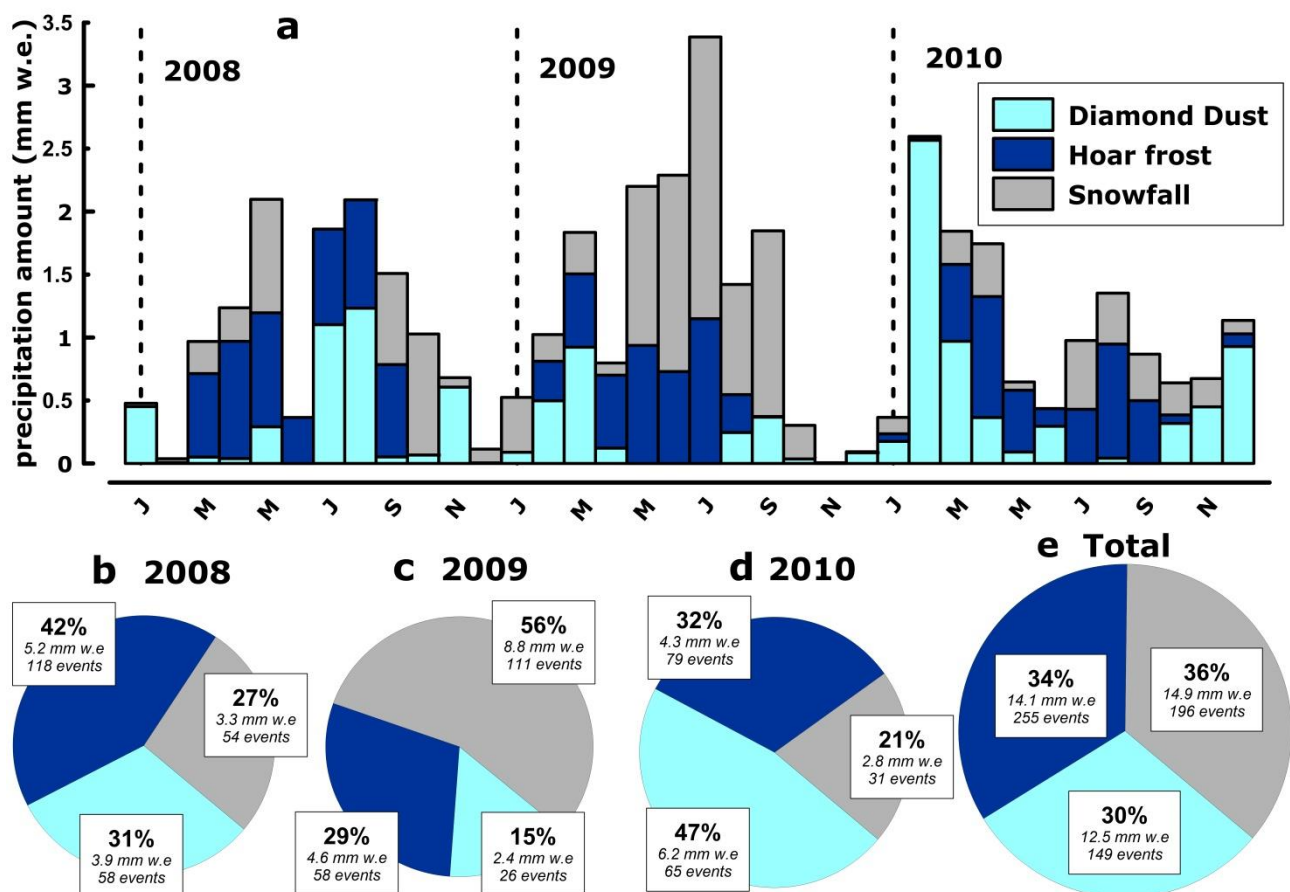 a
precipitation amount (mm w.e.)
3.5
3
2.5
2
1.5
1
0.5
0
2008
2009
2010
Diamond Dust
Hoar frost
Snowfall
J M M J S N J M M J S N J M M J S N
b 2008
42%
5.2 mm w.e
118 events
27%
3.3 mm w.e
54 events
31%
3.9 mm w.e
58 events
c 2009
56%
8.8 mm w.e
111 events
29%
4.6 mm w.e
58 events
15%
2.4 mm w.e
26 events
d 2010
32%
4.3 mm w.e
79 events
21%
2.8 mm w.e
31 events
47%
6.2 mm w.e
65 events
e Total
34%
14.1 mm w.e
255 events
36%
14.9 mm w.e
196 events
30%
12.5 mm w.e
149 events